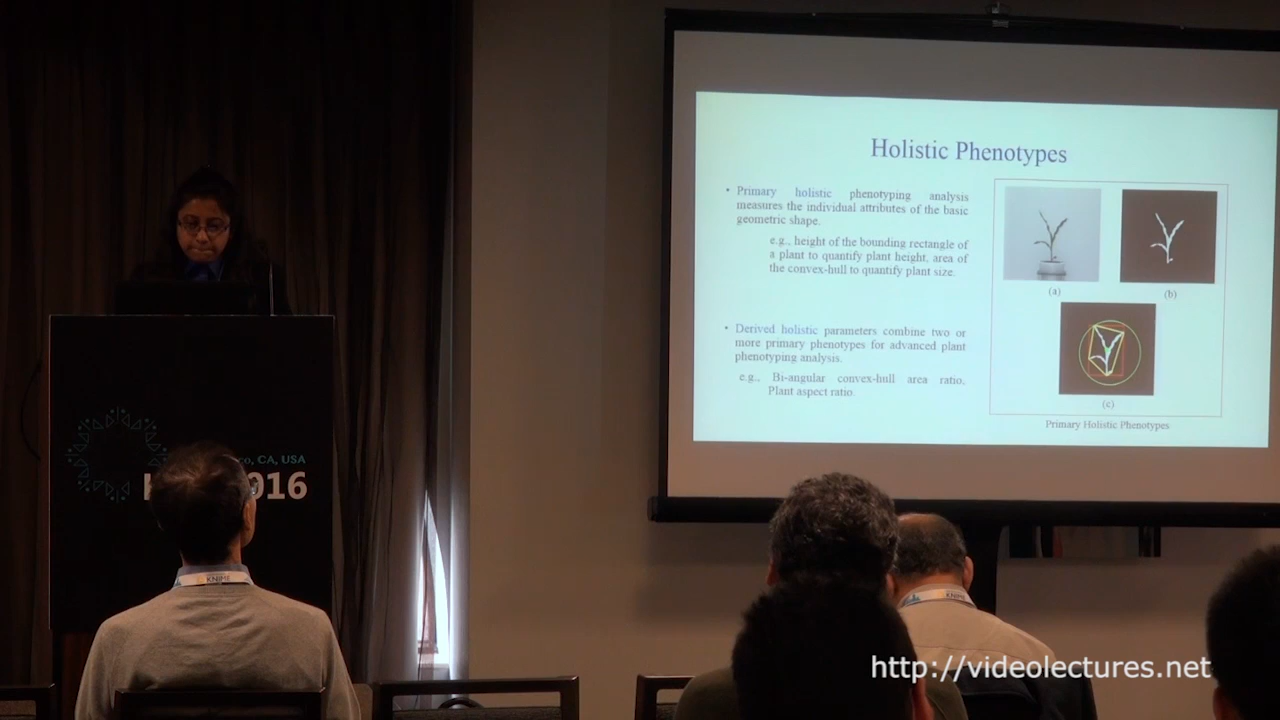 Holistic Phenotypes
• Primary holistic phenotyping analysis
measures the individual attributes of the basic
geometric shape.
e.g., height of the bounding rectangle of
a plant to quantify plant height, area of
the convex-hull to quantify plant size.
• Derived holistic parameters combine two or
more primary phenotypes for advanced plant
phenotyping analysis.
e.g., Bi-angular convex-hull area ratio,
Plant aspect ratio.
(a)
(b)
(c)
Primary Holistic Phenotypes
co, CA, USA
016
KNIME
KNIME
http://videolectures.net